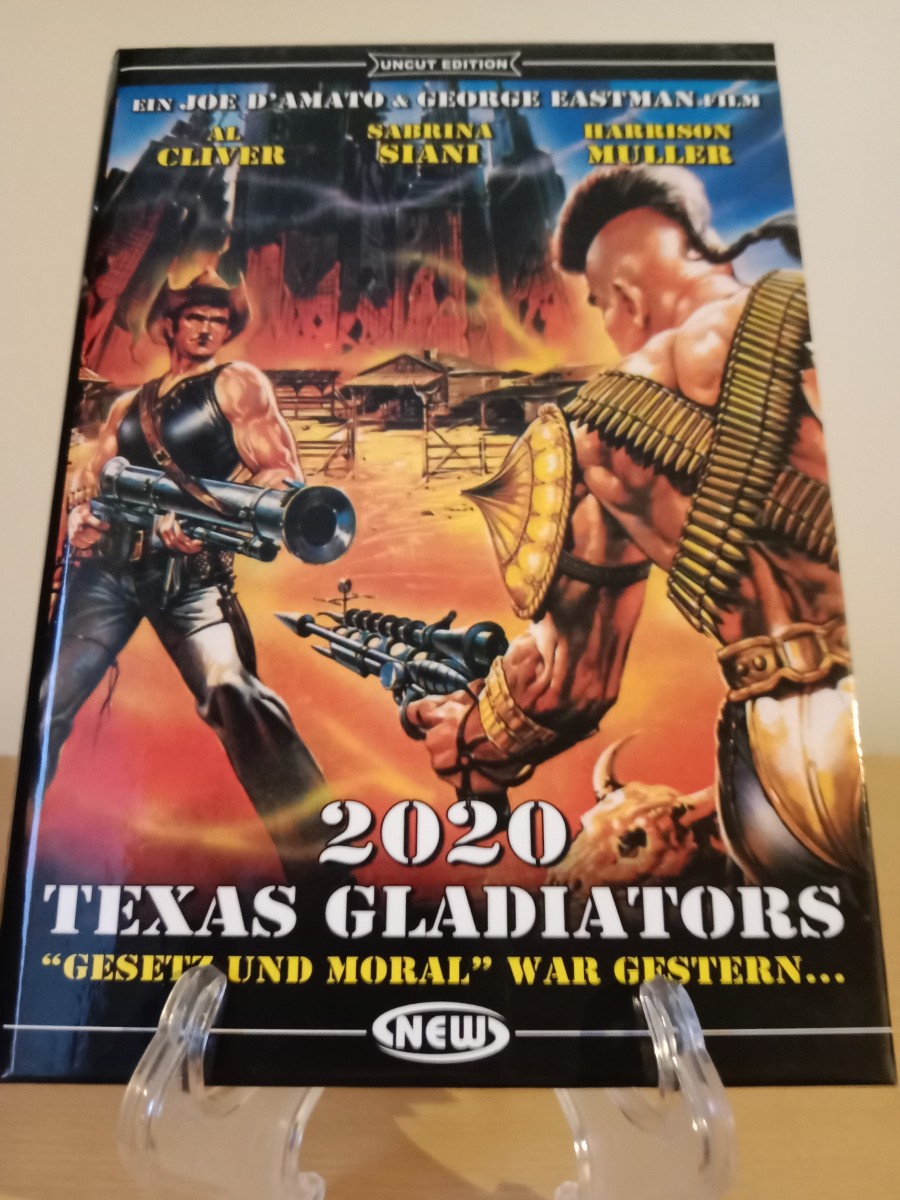 UNCUT EDITION
EIN JOE D'AMATO & GEORGE EASTMAN-FILM
AL CLIVER
SABRINA SIANI
HARRISON MULLER
2020
TEXAS GLADIATORS
"GESETZ UND MORAL" WAR GESTERN...
NEW